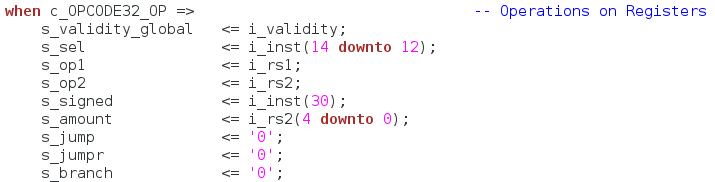 when c_OPCODE32_OP => -- Operations on Registers
s_validity_global <= i_validity;
s_sel <= i_inst(14 downto 12);
s_op1 <= i_rs1;
s_op2 <= i_rs2;
s_signed <= i_inst(30);
s_amount <= i_rs2(4 downto 0);
s_jump <= '0';
s_jumpr <= '0';
s_branch <= '0';